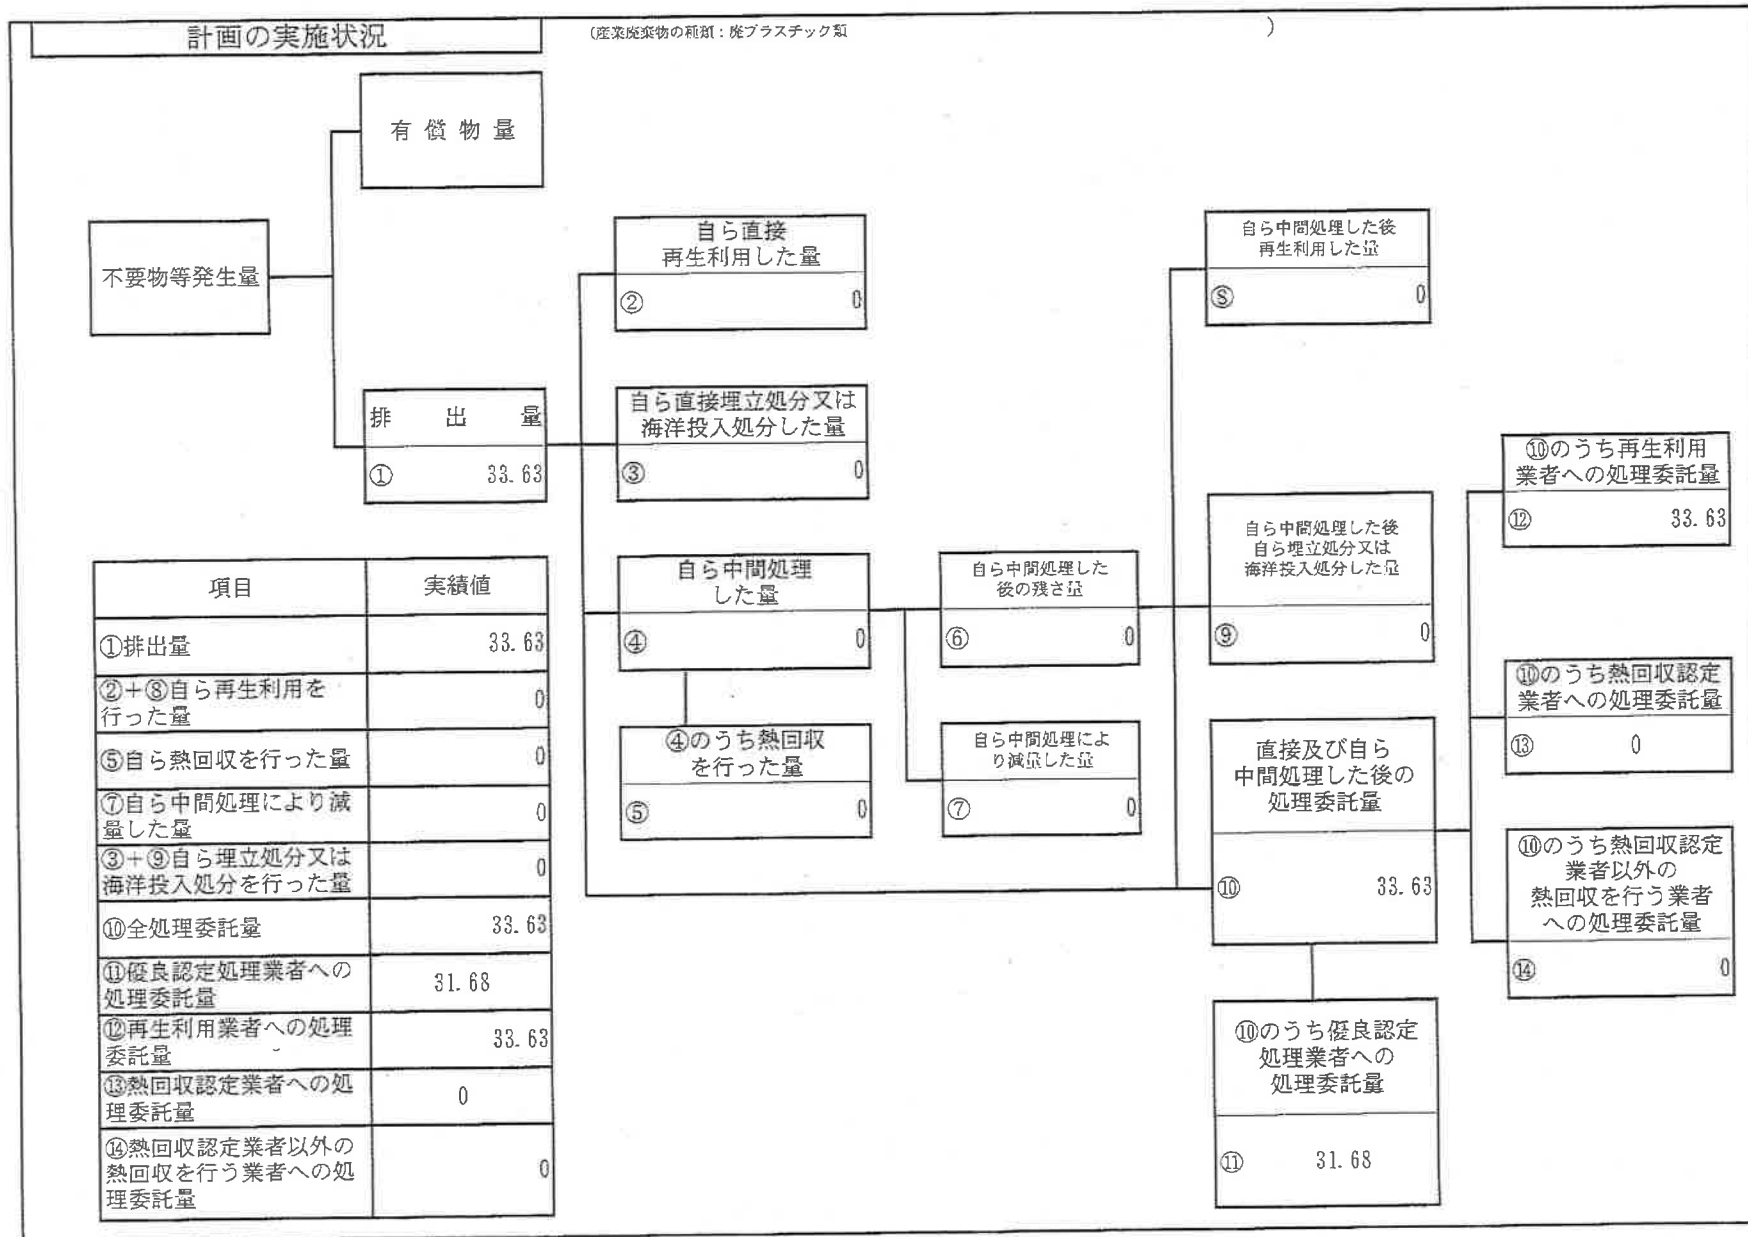 計画の実施状況
(産業廃棄物の種類：廃プラスチック類
)
有償物量
不要物等発生量
排出量
① 33.63
自ら直接
再生利用した量
② 0
自ら直接埋立処分又は
海洋投入処分した量
③ 0
自ら中間処理
した量
④ 0
④のうち熱回収
を行った量
⑤ 0
自ら中間処理した
後の残さ量
⑥ 0
自ら中間処理によ
り減量した量
⑦ 0
自ら中間処理した後
再生利用した量
⑧ 0
自ら中間処理した後
自ら埋立処分又は
海洋投入処分した量
⑨ 0
直接及び自ら
中間処理した後の
処理委託量
⑩ 33.63
⑩のうち優良認定
処理業者への
処理委託量
⑪ 31.68
⑩のうち再生利用
業者への処理委託量
⑫ 33.63
⑩のうち熱回収認定
業者への処理委託量
⑬ 0
⑩のうち熱回収認定
業者以外の
熱回収を行う業者
への処理委託量
⑭ 0
項目 実績値
①排出量 33.63
②＋⑧自ら再生利用を
行った量 0
⑤自ら熱回収を行った量 0
⑦自ら中間処理により減
量した量 0
③＋⑨自ら埋立処分又は
海洋投入処分を行った量 0
⑩全処理委託量 33.63
⑪優良認定処理業者への
処理委託量 31.68
⑫再生利用業者への処理
委託量 33.63
⑬熱回収認定業者への処
理委託量 0
⑭熱回収認定業者以外の
熱回収を行う業者への処
理委託量 0